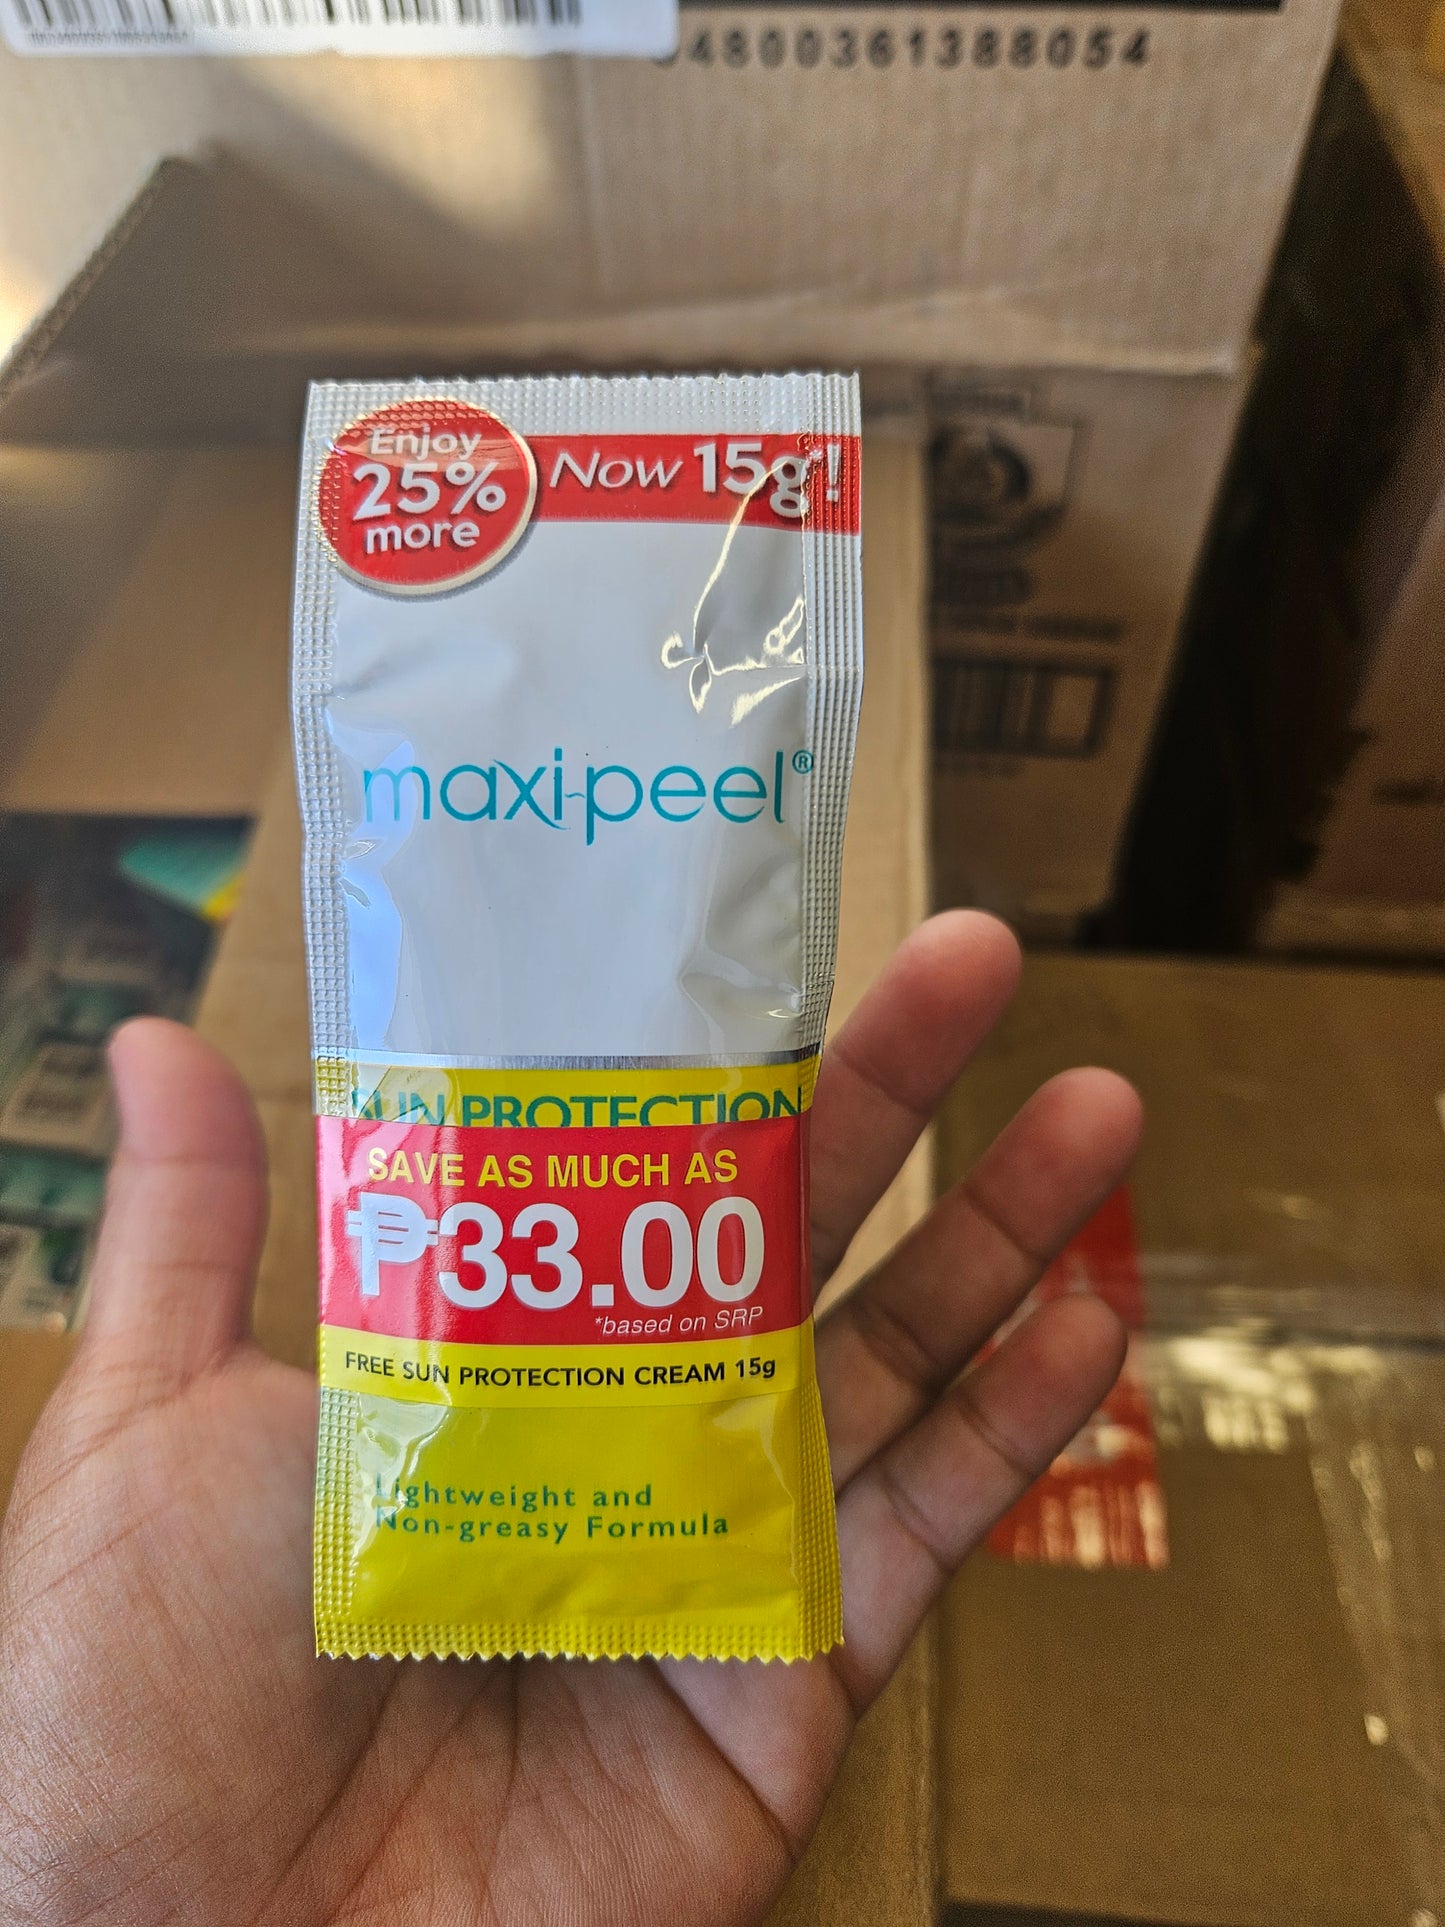 04800361388054
Enjoy
25%
more
Now 15g*!
maxi-peel®
SUN PROTECTION
SAVE AS MUCH AS
₱33.00
*based on SRP
FREE SUN PROTECTION CREAM 15g
Lightweight and
Non-greasy Formula